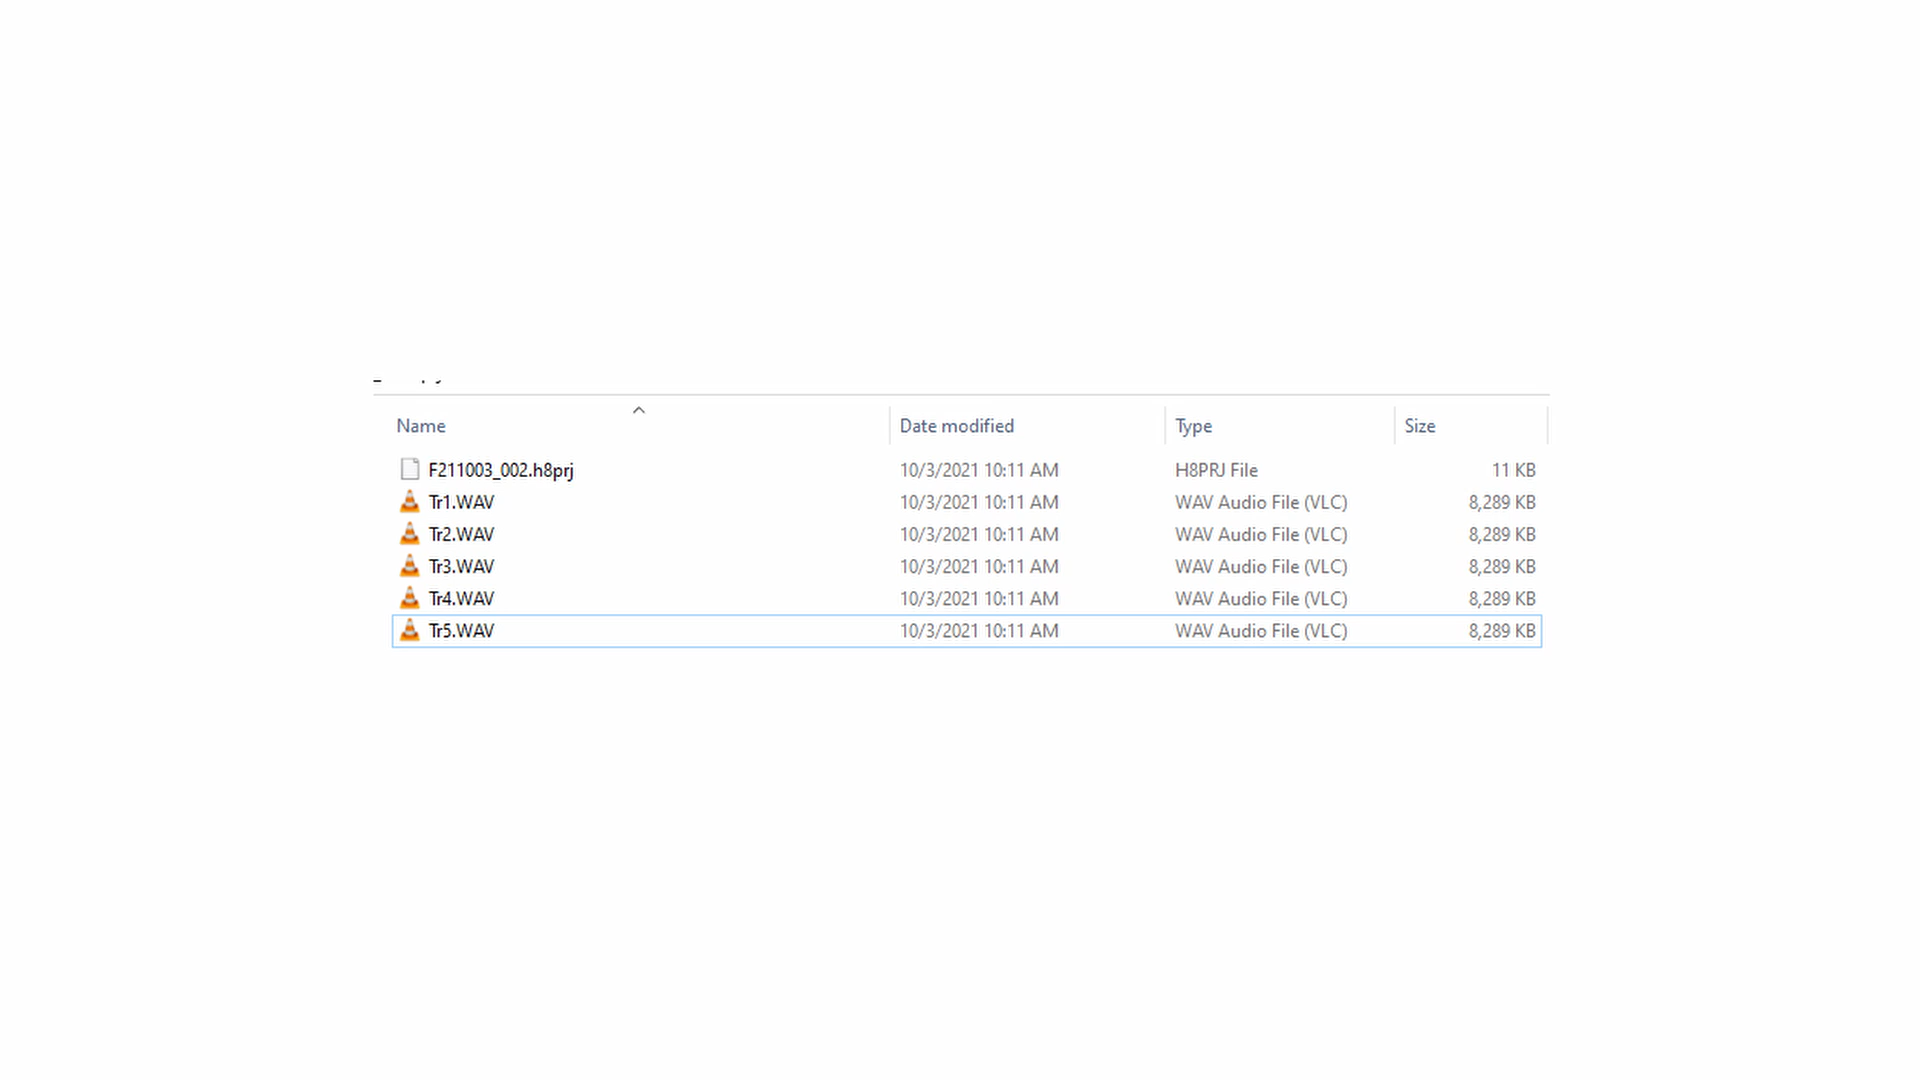 Name Date modified Type Size
F211003_002.h8prj 10/3/2021 10:11 AM H8PRJ File 11 KB
Tr1.WAV 10/3/2021 10:11 AM WAV Audio File (VLC) 8,289 KB
Tr2.WAV 10/3/2021 10:11 AM WAV Audio File (VLC) 8,289 KB
Tr3.WAV 10/3/2021 10:11 AM WAV Audio File (VLC) 8,289 KB
Tr4.WAV 10/3/2021 10:11 AM WAV Audio File (VLC) 8,289 KB
Tr5.WAV 10/3/2021 10:11 AM WAV Audio File (VLC) 8,289 KB